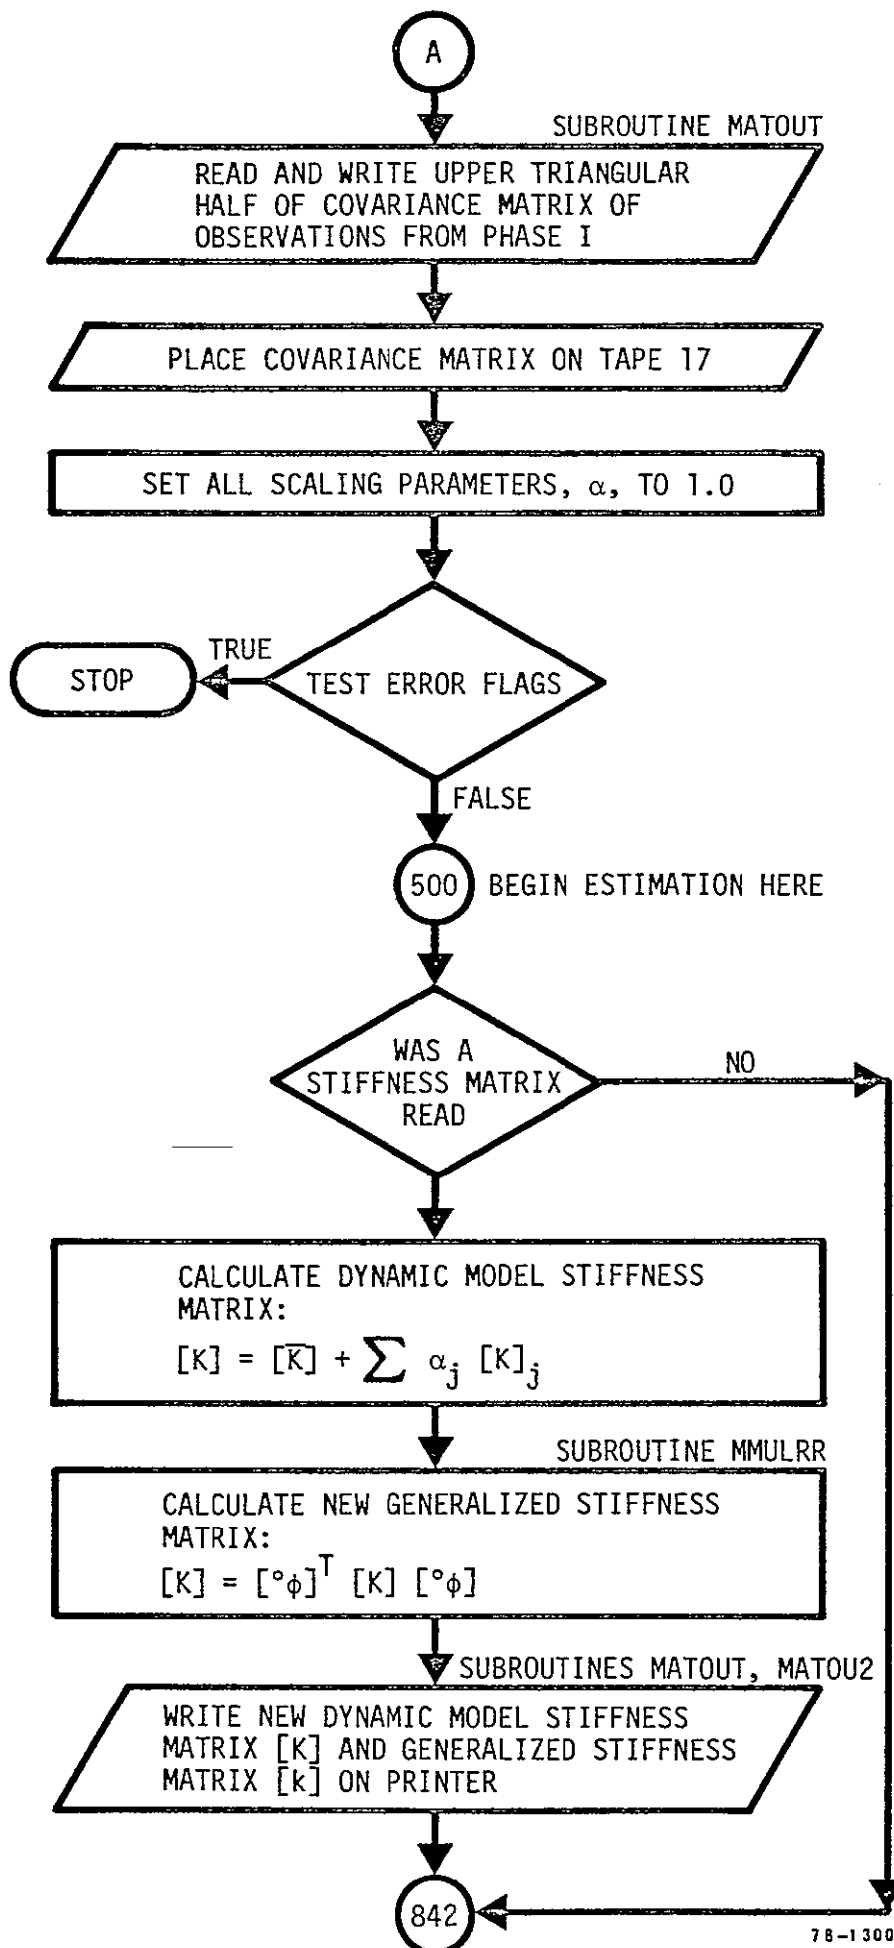 A
SUBROUTINE MATOUT
READ AND WRITE UPPER TRIANGULAR
HALF OF COVARIANCE MATRIX OF
OBSERVATIONS FROM PHASE I
PLACE COVARIANCE MATRIX ON TAPE 17
SET ALL SCALING PARAMETERS, α, TO 1.0
TRUE
STOP
TEST ERROR FLAGS
FALSE
500 BEGIN ESTIMATION HERE
WAS A
STIFFNESS MATRIX
READ
NO
CALCULATE DYNAMIC MODEL STIFFNESS
MATRIX:
[K] = [K̅] + ∑ αj [K]j
SUBROUTINE MMULRR
CALCULATE NEW GENERALIZED STIFFNESS
MATRIX:
[K] = [°φ]T [K] [°φ]
SUBROUTINES MATOUT, MATOU2
WRITE NEW DYNAMIC MODEL STIFFNESS
MATRIX [K] AND GENERALIZED STIFFNESS
MATRIX [k] ON PRINTER
842
78-1300